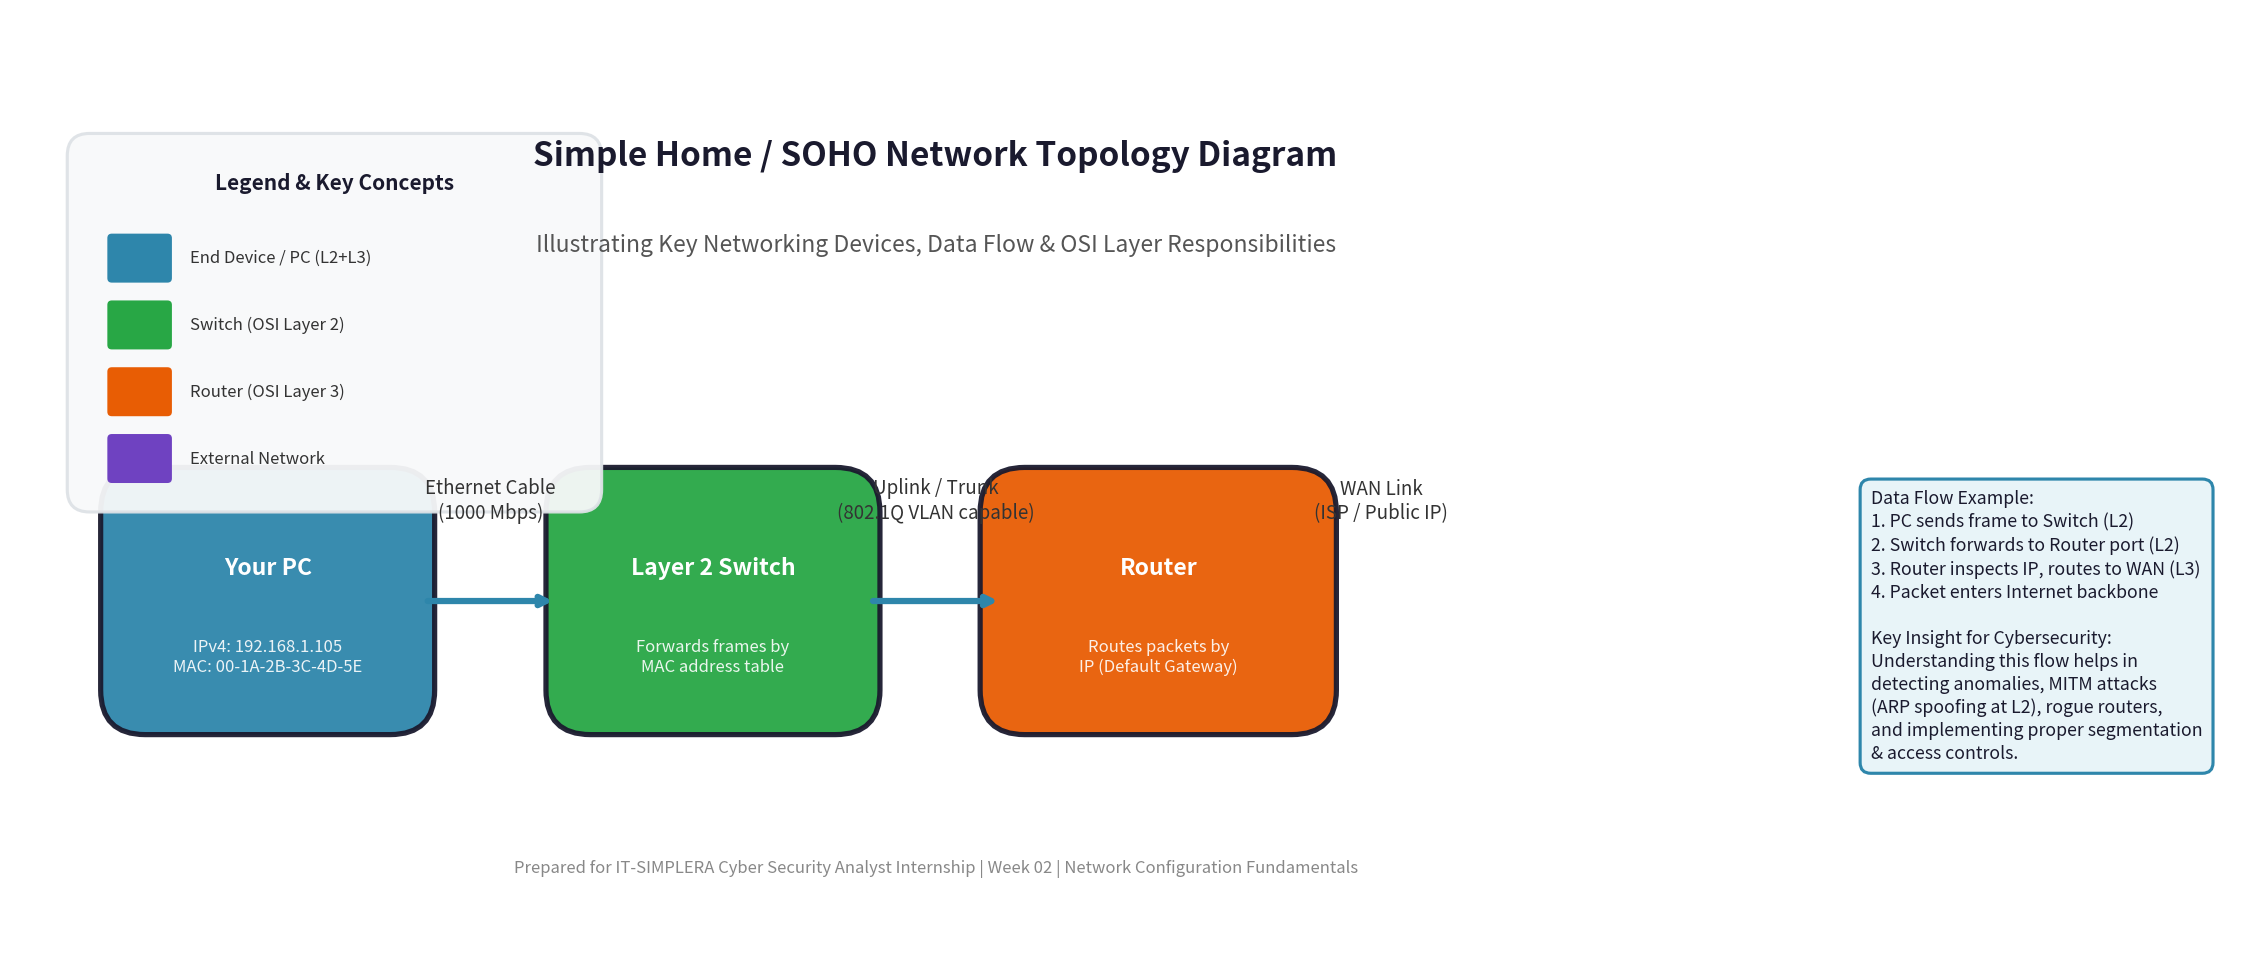 Simple Home / SOHO Network Topology Diagram
Illustrating Key Networking Devices, Data Flow & OSI Layer Responsibilities
Legend & Key Concepts
End Device / PC (L2+L3)
Switch (OSI Layer 2)
Router (OSI Layer 3)
External Network
Ethernet Cable
(1000 Mbps)
Uplink / Trunk
(802.1Q VLAN capable)
WAN Link
(ISP / Public IP)
Your PC
IPv4: 192.168.1.105
MAC: 00-1A-2B-3C-4D-5E
Layer 2 Switch
Forwards frames by
MAC address table
Router
Routes packets by
IP (Default Gateway)
Data Flow Example:
1. PC sends frame to Switch (L2)
2. Switch forwards to Router port (L2)
3. Router inspects IP, routes to WAN (L3)
4. Packet enters Internet backbone
Key Insight for Cybersecurity:
Understanding this flow helps in
detecting anomalies, MITM attacks
(ARP spoofing at L2), rogue routers,
and implementing proper segmentation
& access controls.
Prepared for IT-SIMPLERA Cyber Security Analyst Internship | Week 02 | Network Configuration Fundamentals